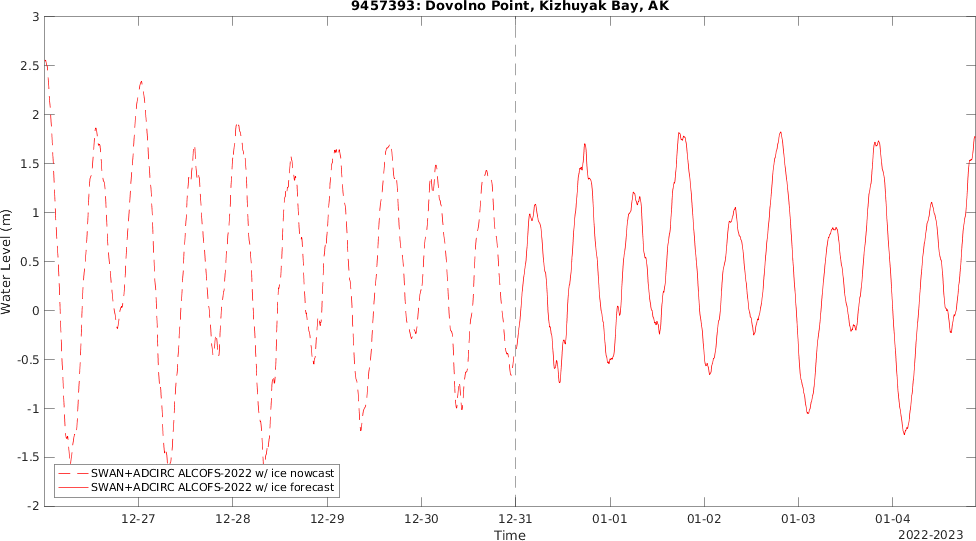 9457393: Dovolno Point, Kizhuyak Bay, AK
Water Level (m)
3
2.5
2
1.5
1
0.5
0
-0.5
-1
-1.5
-2
SWAN+ADCIRC ALCOFS-2022 w/ ice nowcast
SWAN+ADCIRC ALCOFS-2022 w/ ice forecast
12-27 12-28 12-29 12-30 12-31 01-01 01-02 01-03 01-04
Time
2022-2023